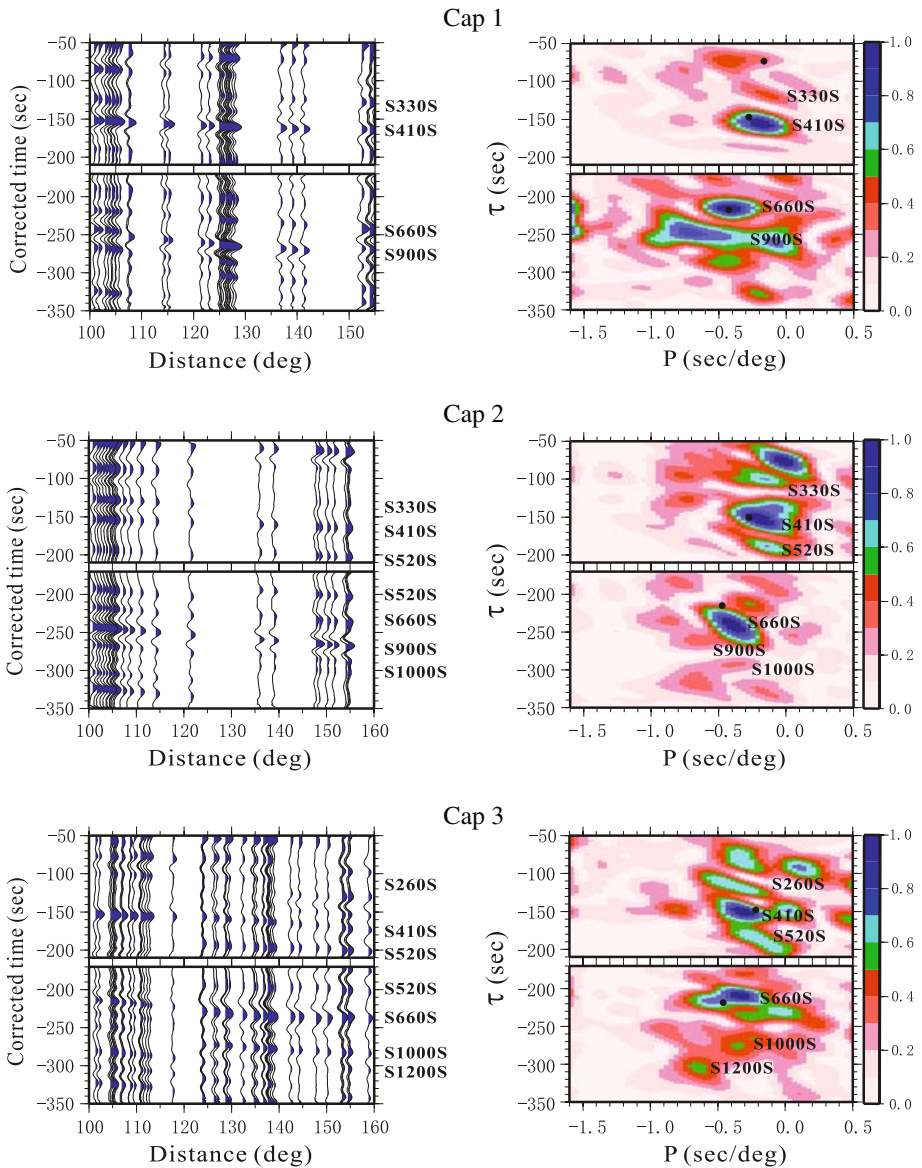 Cap 1
Corrected time (sec)
−50
−100
−150
−200
S330S
S410S
−200
−250
−300
−350
S660S
S900S
100 110 120 130 140 150
Distance (deg)
τ (sec)
−50
−100
−150
−200
S330S
S410S
−200
−250
−300
−350
S660S
S900S
−1.5 −1.0 −0.5 0.0 0.5
P (sec/deg)
1.0
0.8
0.6
0.4
0.2
0.0
Cap 2
Corrected time (sec)
−50
−100
−150
−200
S330S
S410S
S520S
−200
−250
−300
−350
S520S
S660S
S900S
S1000S
100 110 120 130 140 150 160
Distance (deg)
τ (sec)
−50
−100
−150
−200
S330S
S410S
S520S
−200
−250
−300
−350
S660S
S900S
S1000S
−1.5 −1.0 −0.5 0.0 0.5
P (sec/deg)
1.0
0.8
0.6
0.4
0.2
0.0
Cap 3
Corrected time (sec)
−50
−100
−150
−200
S260S
S410S
S520S
−200
−250
−300
−350
S520S
S660S
S1000S
S1200S
100 110 120 130 140 150 160
Distance (deg)
τ (sec)
−50
−100
−150
−200
S260S
S410S
S520S
−200
−250
−300
−350
S660S
S1000S
S1200S
−1.5 −1.0 −0.5 0.0 0.5
P (sec/deg)
1.0
0.8
0.6
0.4
0.2
0.0